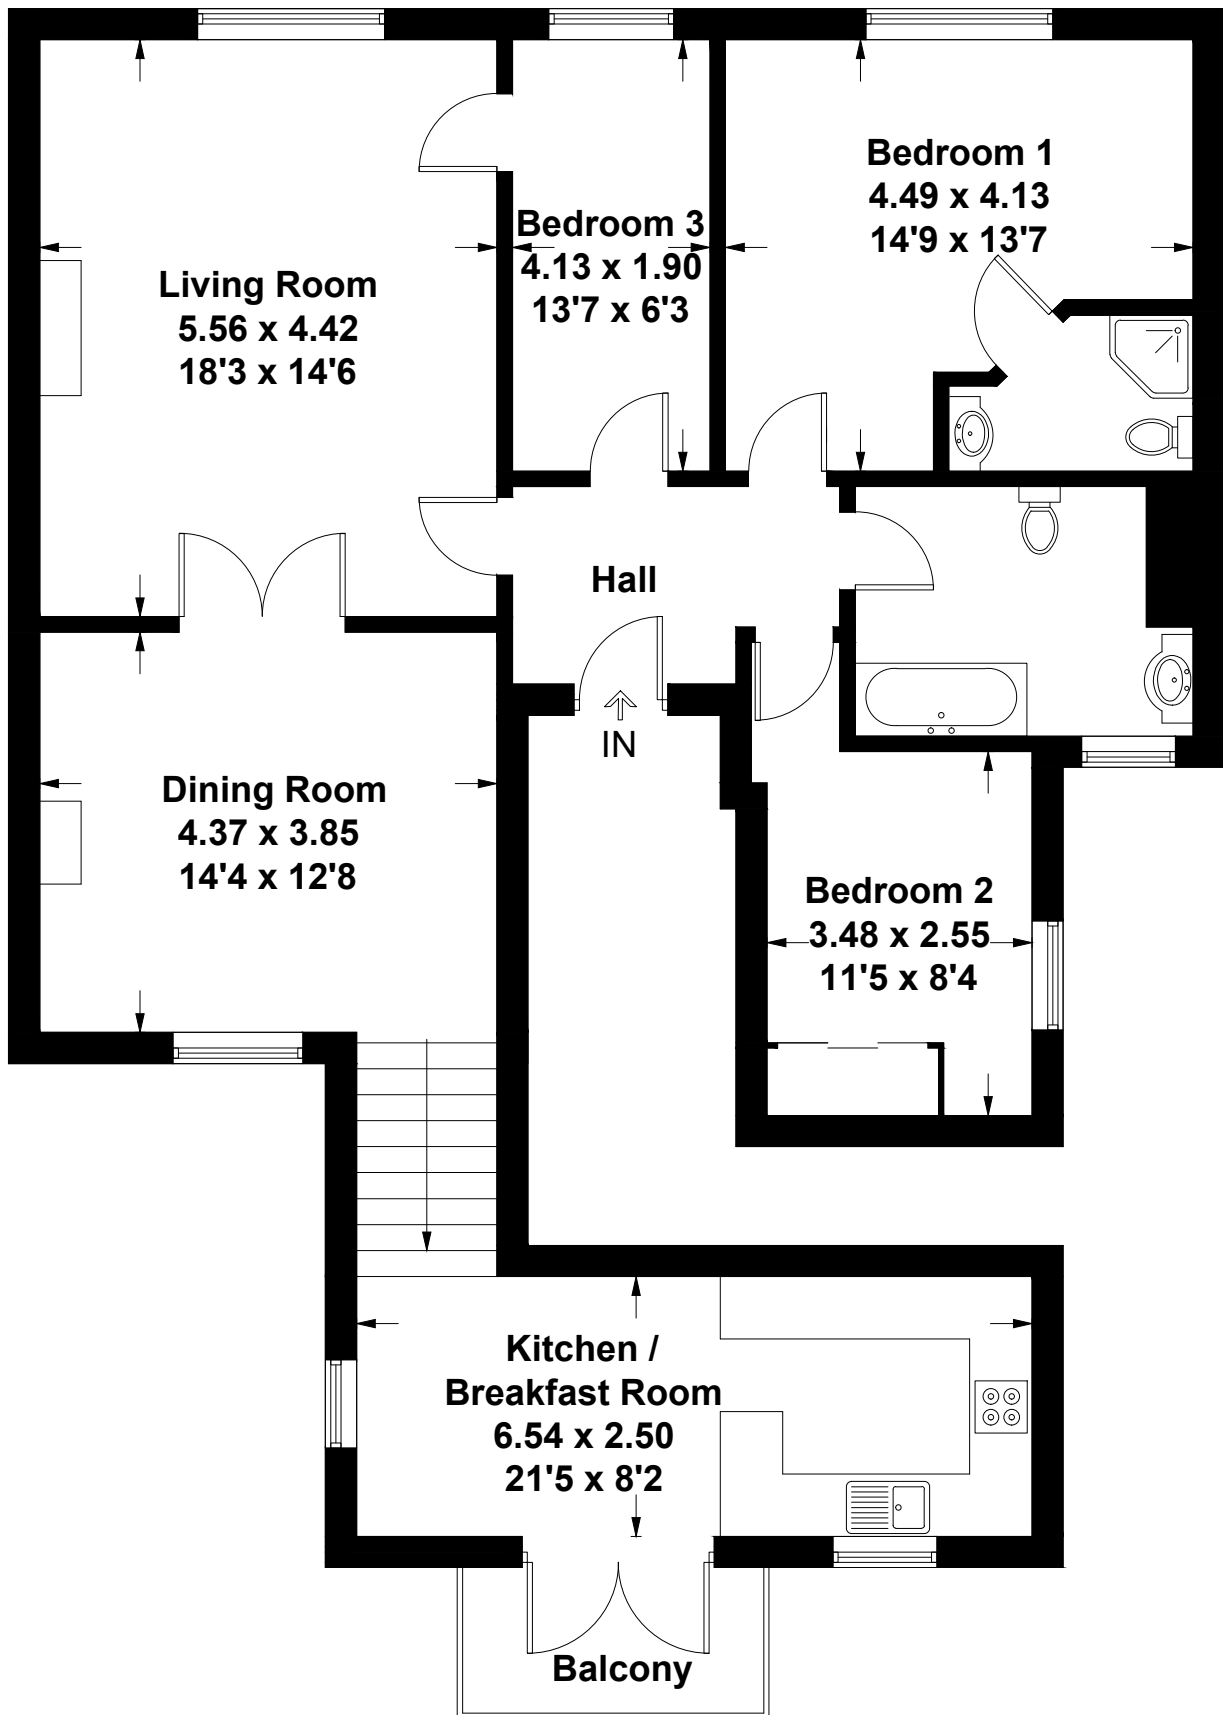 Bedroom 1
4.49 x 4.13
14'9 x 13'7
Bedroom 3
4.13 x 1.90
13'7 x 6'3
Living Room
5.56 x 4.42
18'3 x 14'6
Hall
IN
Dining Room
4.37 x 3.85
14'4 x 12'8
Bedroom 2
3.48 x 2.55
11'5 x 8'4
Kitchen /
Breakfast Room
6.54 x 2.50
21'5 x 8'2
Balcony